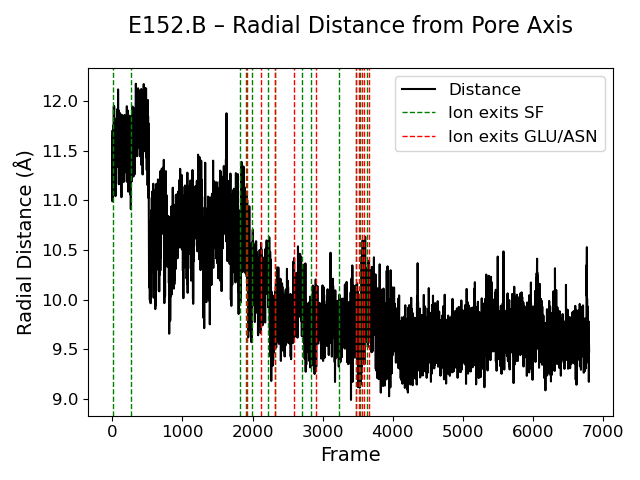 E152.B – Radial Distance from Pore Axis
Distance
Ion exits SF
Ion exits GLU/ASN
Radial Distance (Å)
12.0
11.5
11.0
10.5
10.0
9.5
9.0
0 1000 2000 3000 4000 5000 6000 7000
Frame